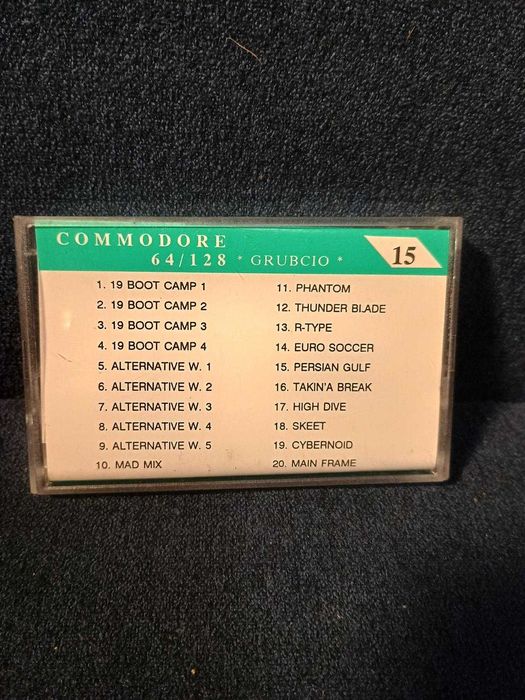 COMMODORE
64/128 * GRUBCIO *
15
1. 19 BOOT CAMP 1
2. 19 BOOT CAMP 2
3. 19 BOOT CAMP 3
4. 19 BOOT CAMP 4
5. ALTERNATIVE W. 1
6. ALTERNATIVE W. 2
7. ALTERNATIVE W. 3
8. ALTERNATIVE W. 4
9. ALTERNATIVE W. 5
10. MAD MIX
11. PHANTOM
12. THUNDER BLADE
13. R-TYPE
14. EURO SOCCER
15. PERSIAN GULF
16. TAKIN'A BREAK
17. HIGH DIVE
18. SKEET
19. CYBERNOID
20. MAIN FRAME